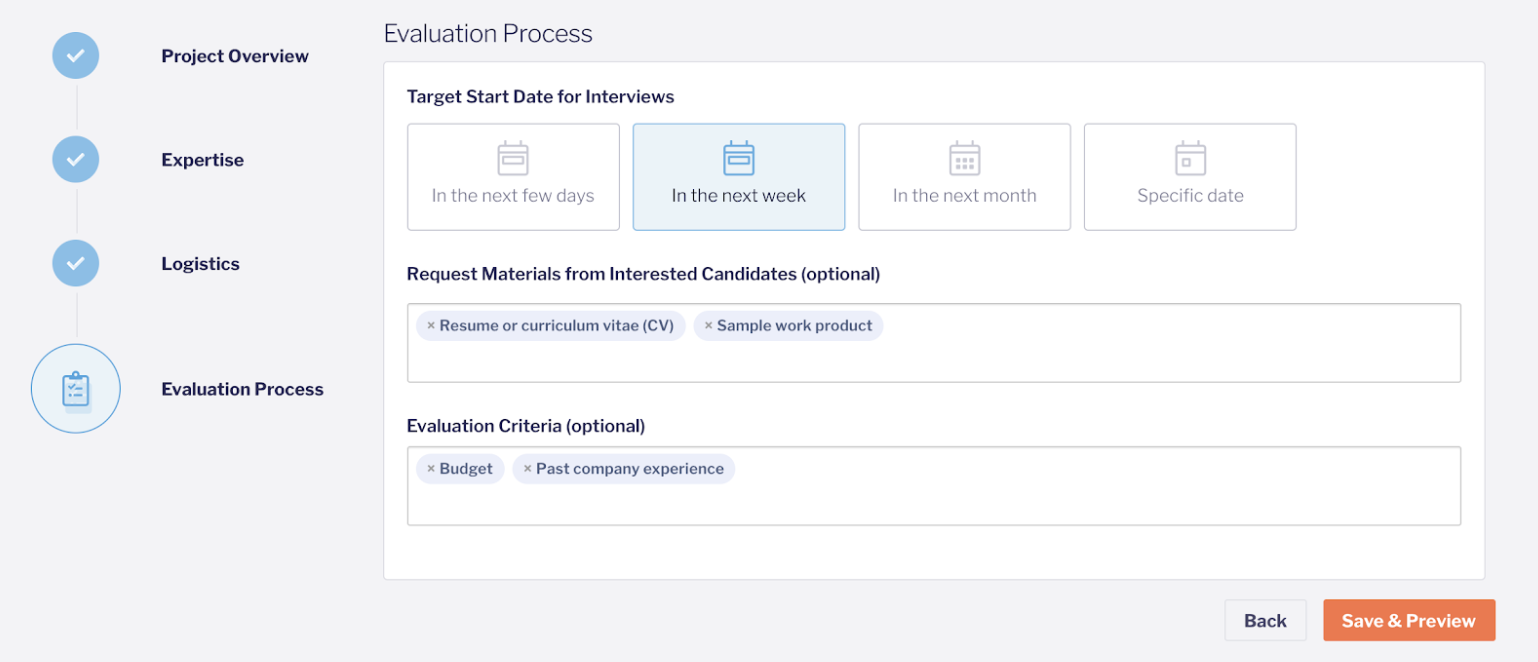 Project Overview
Expertise
Logistics
Evaluation Process
Evaluation Process
Target Start Date for Interviews
In the next few days
In the next week
In the next month
Specific date
Request Materials from Interested Candidates (optional)
× Resume or curriculum vitae (CV) × Sample work product
Evaluation Criteria (optional)
× Budget × Past company experience
Back
Save & Preview